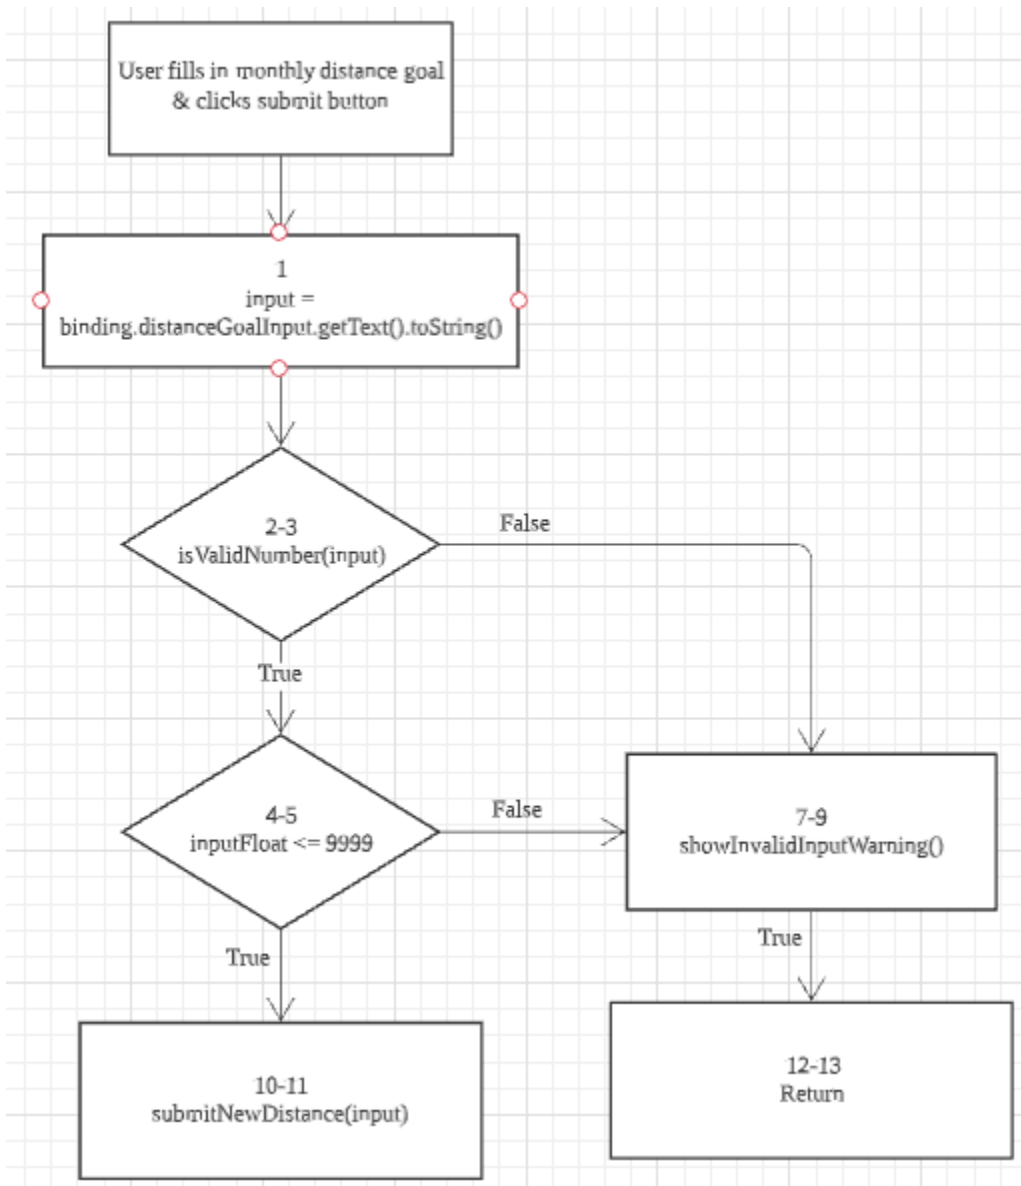 User fills in monthly distance goal
& clicks submit button
1
input =
binding.distanceGoalInput.getText().toString()
2-3
isValidNumber(input)
False
True
4-5
inputFloat <= 9999
False
7-9
showInvalidInputWarning()
True
True
10-11
submitNewDistance(input)
12-13
Return